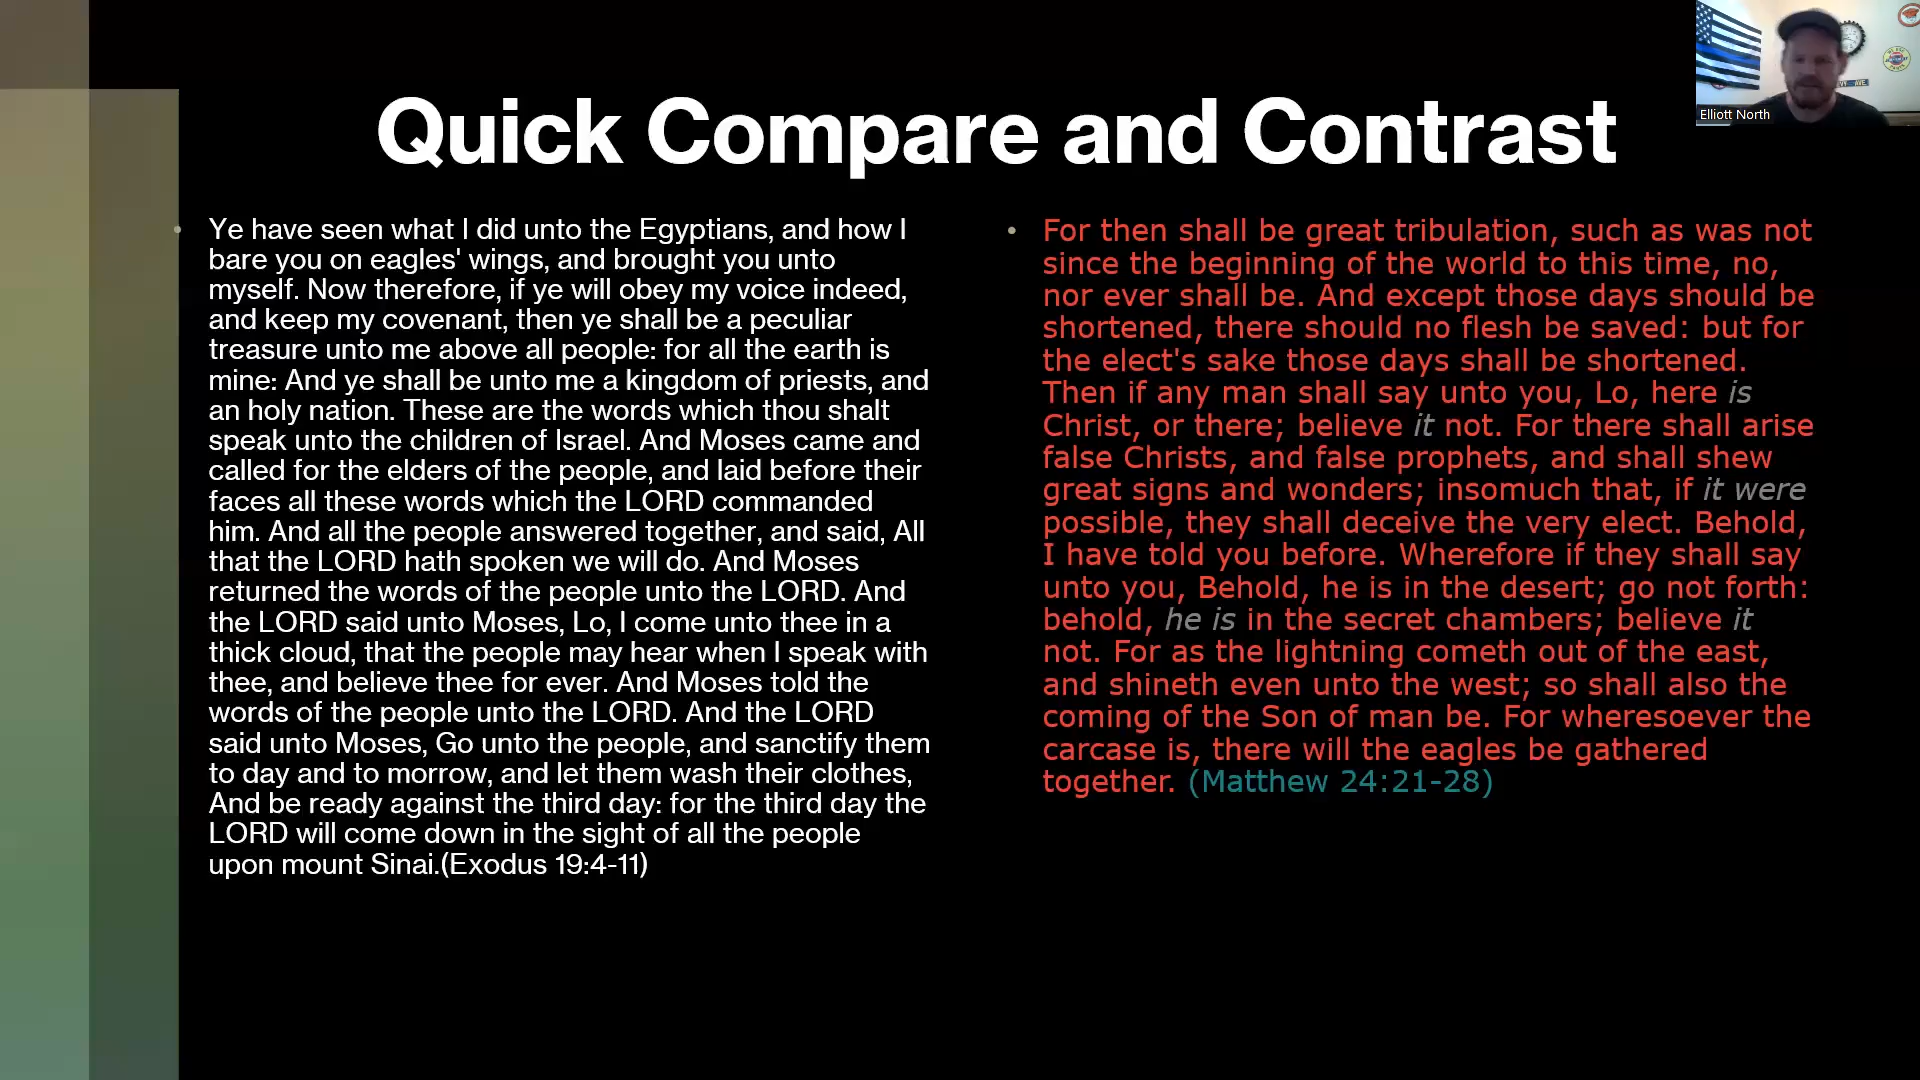 Quick Compare and Contrast
Elliott North
• Ye have seen what I did unto the Egyptians, and how I
bare you on eagles' wings, and brought you unto
myself. Now therefore, if ye will obey my voice indeed,
and keep my covenant, then ye shall be a peculiar
treasure unto me above all people: for all the earth is
mine: And ye shall be unto me a kingdom of priests, and
an holy nation. These are the words which thou shalt
speak unto the children of Israel. And Moses came and
called for the elders of the people, and laid before their
faces all these words which the LORD commanded
him. And all the people answered together, and said, All
that the LORD hath spoken we will do. And Moses
returned the words of the people unto the LORD. And
the LORD said unto Moses, Lo, I come unto thee in a
thick cloud, that the people may hear when I speak with
thee, and believe thee for ever. And Moses told the
words of the people unto the LORD. And the LORD
said unto Moses, Go unto the people, and sanctify them
to day and to morrow, and let them wash their clothes,
And be ready against the third day: for the third day the
LORD will come down in the sight of all the people
upon mount Sinai.(Exodus 19:4-11)
• For then shall be great tribulation, such as was not
since the beginning of the world to this time, no,
nor ever shall be. And except those days should be
shortened, there should no flesh be saved: but for
the elect's sake those days shall be shortened.
Then if any man shall say unto you, Lo, here is
Christ, or there; believe it not. For there shall arise
false Christs, and false prophets, and shall shew
great signs and wonders; insomuch that, if it were
possible, they shall deceive the very elect. Behold,
I have told you before. Wherefore if they shall say
unto you, Behold, he is in the desert; go not forth:
behold, he is in the secret chambers; believe it
not. For as the lightning cometh out of the east,
and shineth even unto the west; so shall also the
coming of the Son of man be. For wheresoever the
carcase is, there will the eagles be gathered
together. (Matthew 24:21-28)